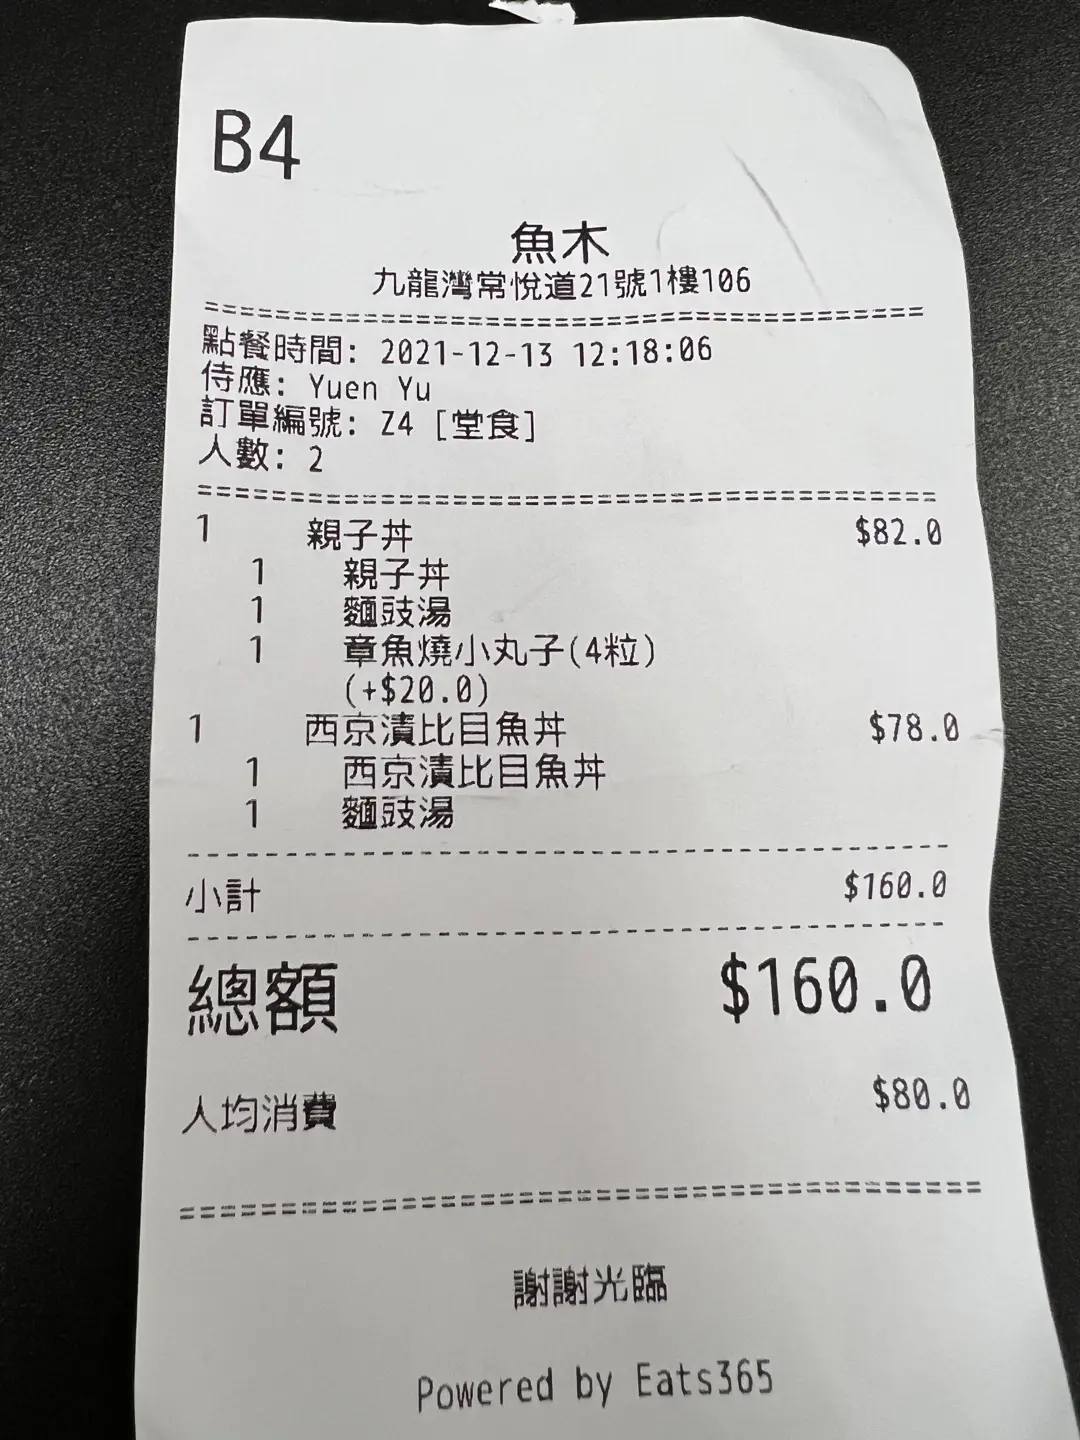 B4
魚木
九龍灣常悅道21號1樓106
========================================
點餐時間: 2021-12-13 12:18:06
侍應: Yuen Yu
訂單編號: Z4 [堂食]
人數: 2
========================================
1 親子丼 $82.0
1 親子丼
1 麵豉湯
1 章魚燒小丸子(4粒)
(+$20.0)
1 西京漬比目魚丼 $78.0
1 西京漬比目魚丼
1 麵豉湯
----------------------------------------
小計 $160.0
----------------------------------------
總額 $160.0
人均消費 $80.0
========================================
謝謝光臨
Powered by Eats365